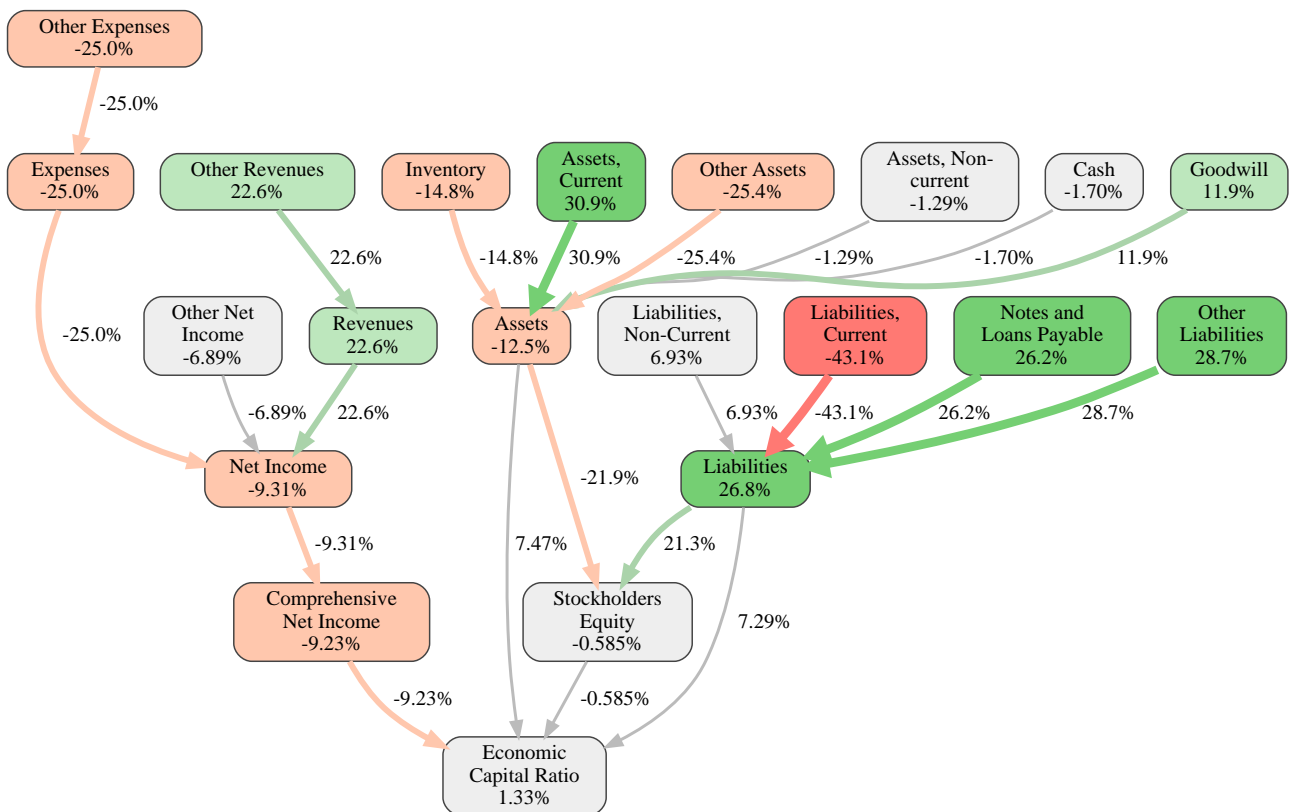 Other Expenses
-25.0%
-25.0%
Expenses
-25.0%
Other Revenues
22.6%
Inventory
-14.8%
Assets,
Current
30.9%
Other Assets
-25.4%
Assets, Non-
current
-1.29%
Cash
-1.70%
Goodwill
11.9%
22.6%
-14.8%
30.9%
-25.4%
-1.29%
-1.70%
11.9%
-25.0%
Other Net
Income
-6.89%
Revenues
22.6%
Assets
-12.5%
Liabilities,
Non-Current
6.93%
Liabilities,
Current
-43.1%
Notes and
Loans Payable
26.2%
Other
Liabilities
28.7%
-6.89%
22.6%
6.93%
-43.1%
26.2%
28.7%
Net Income
-9.31%
-21.9%
Liabilities
26.8%
-9.31%
7.47%
21.3%
Comprehensive
Net Income
-9.23%
Stockholders
Equity
-0.585%
7.29%
-9.23%
-0.585%
Economic
Capital Ratio
1.33%